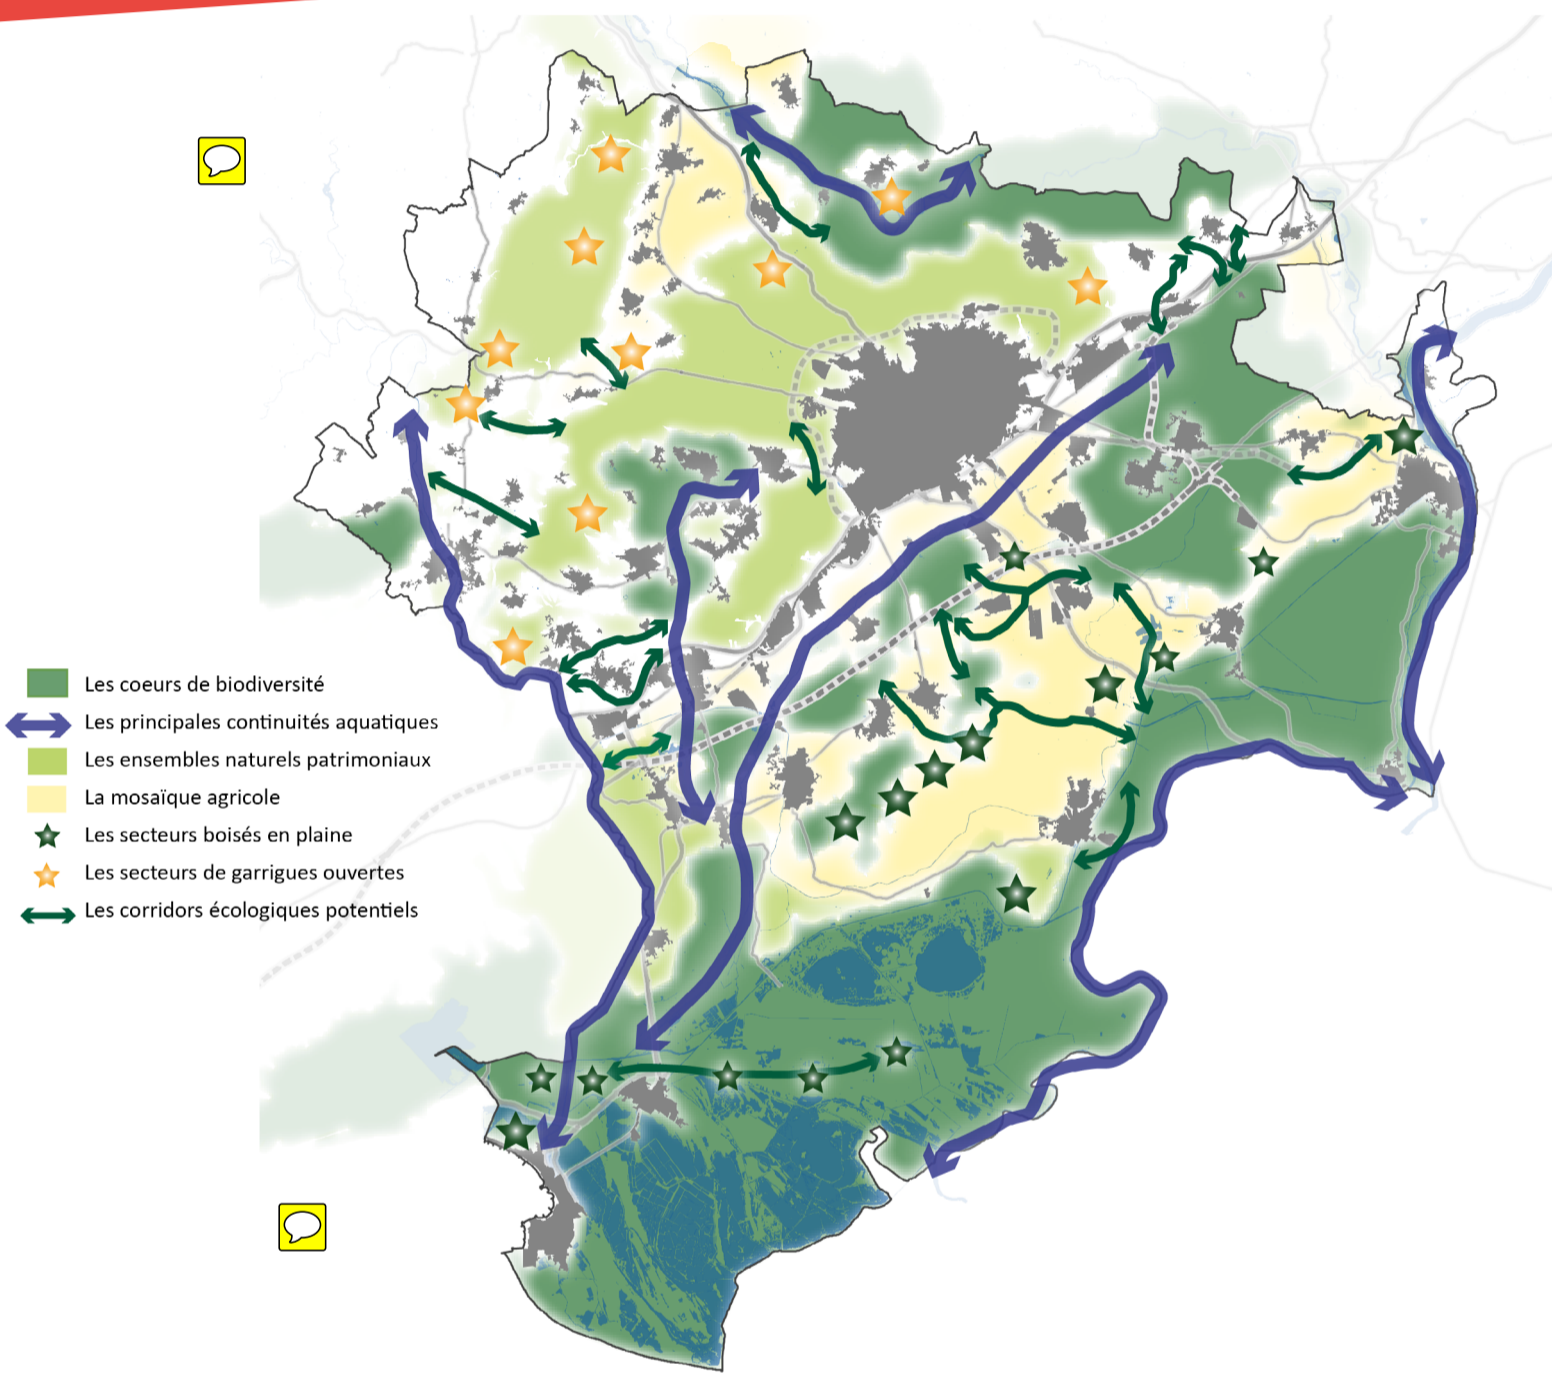 Les coeurs de biodiversité
Les principales continuités aquatiques
Les ensembles naturels patrimoniaux
La mosaïque agricole
Les secteurs boisés en plaine
Les secteurs de garrigues ouvertes
Les corridors écologiques potentiels